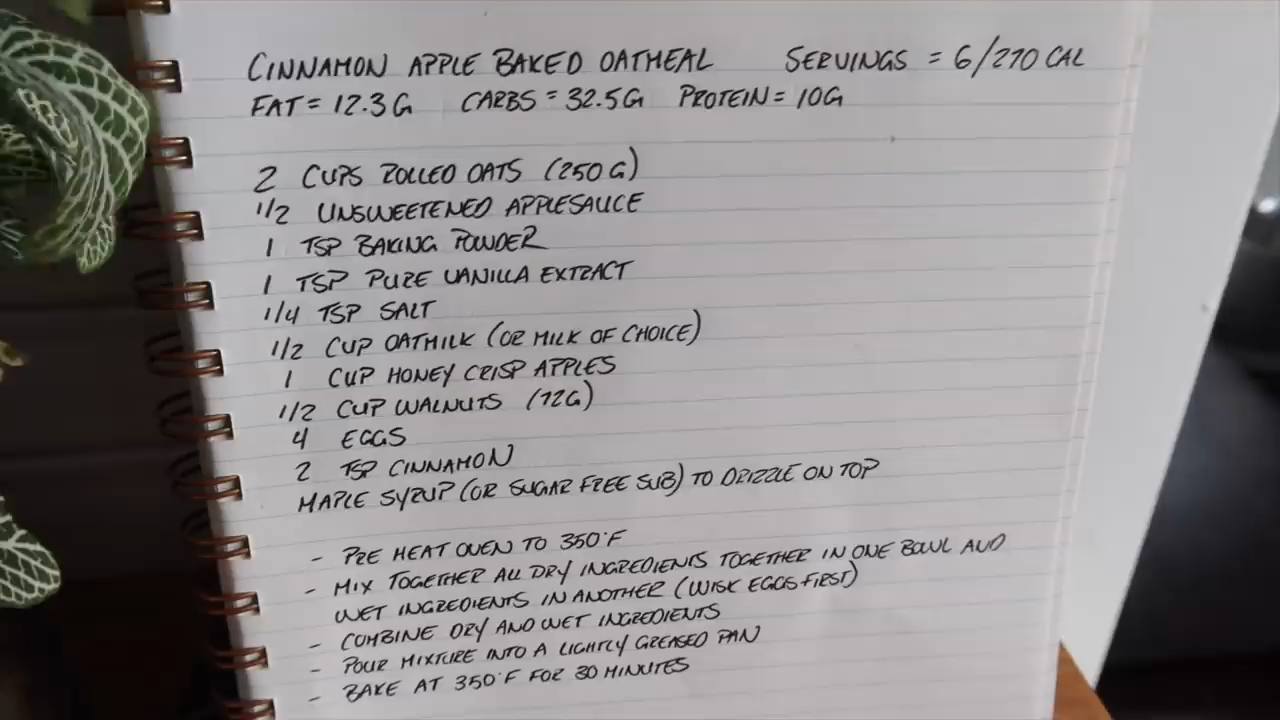 CINNAMON APPLE BAKED OATMEAL SERVINGS = 6/270 CAL
FAT = 12.3G CARBS = 32.5G PROTEIN = 10G
2 CUPS ROLLED OATS (250G)
1/2 UNSWEETENED APPLESAUCE
1 TSP BAKING POWDER
1 TSP PURE VANILLA EXTRACT
1/4 TSP SALT
1/2 CUP OATMILK (OR MILK OF CHOICE)
1 CUP HONEY CRISP APPLES
1/2 CUP WALNUTS (72G)
4 EGGS
2 TSP CINNAMON
MAPLE SYRUP (OR SUGAR FREE SUB) TO DRIZZLE ON TOP
- PRE HEAT OVEN TO 350°F
- MIX TOGETHER ALL DRY INGREDIENTS TOGETHER IN ONE BOWL AND
WET INGREDIENTS IN ANOTHER (WISK EGGS FIRST)
- COMBINE DRY AND WET INGREDIENTS
- POUR MIXTURE INTO A LIGHTLY GREASED PAN
- BAKE AT 350°F FOR 30 MINUTES